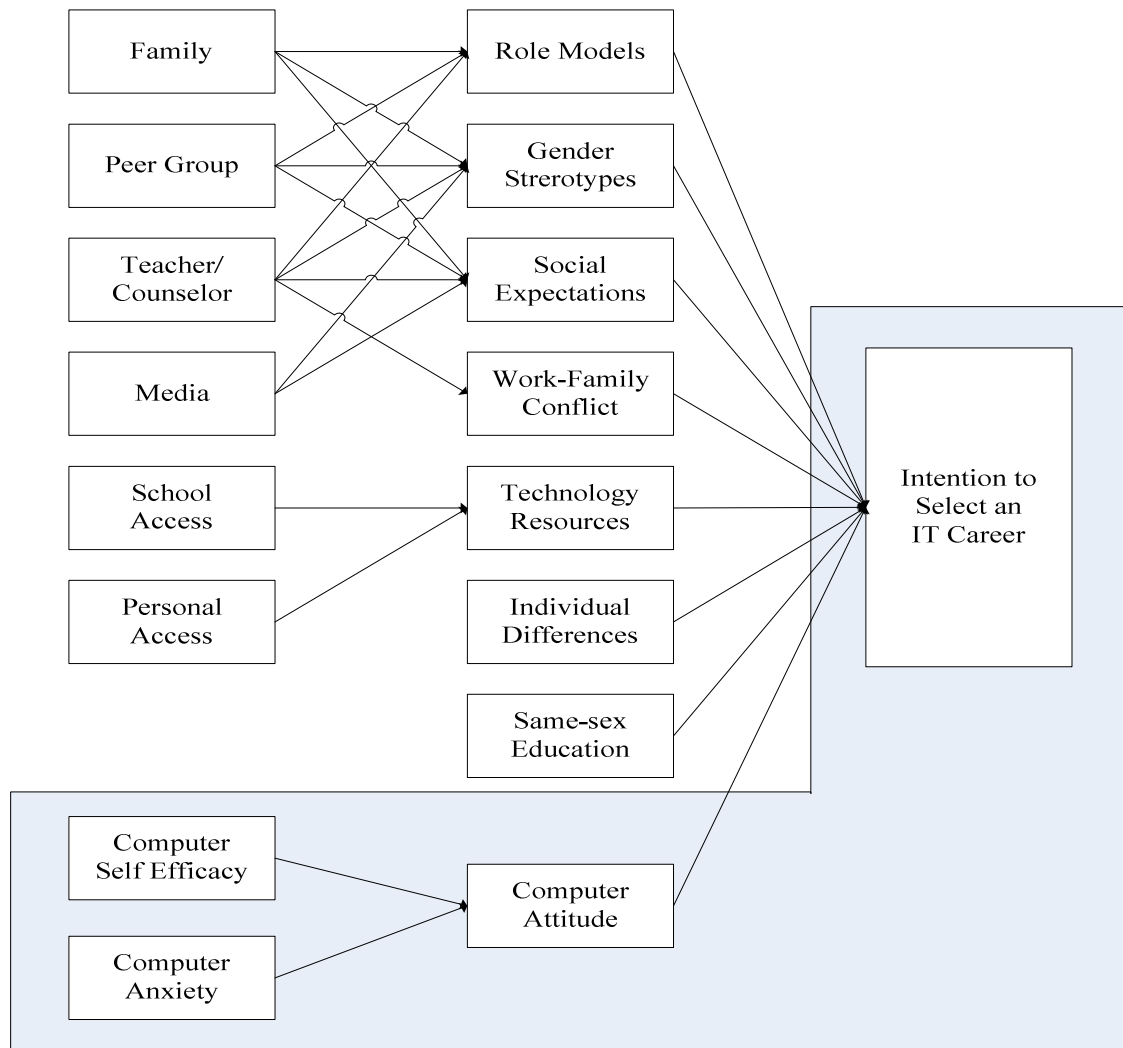 Family
Role Models
Peer Group
Gender
Strerotypes
Teacher/
Counselor
Social
Expectations
Media
Work-Family
Conflict
School
Access
Technology
Resources
Intention to
Select an
IT Career
Personal
Access
Individual
Differences
Same-sex
Education
Computer
Self Efficacy
Computer
Attitude
Computer
Anxiety